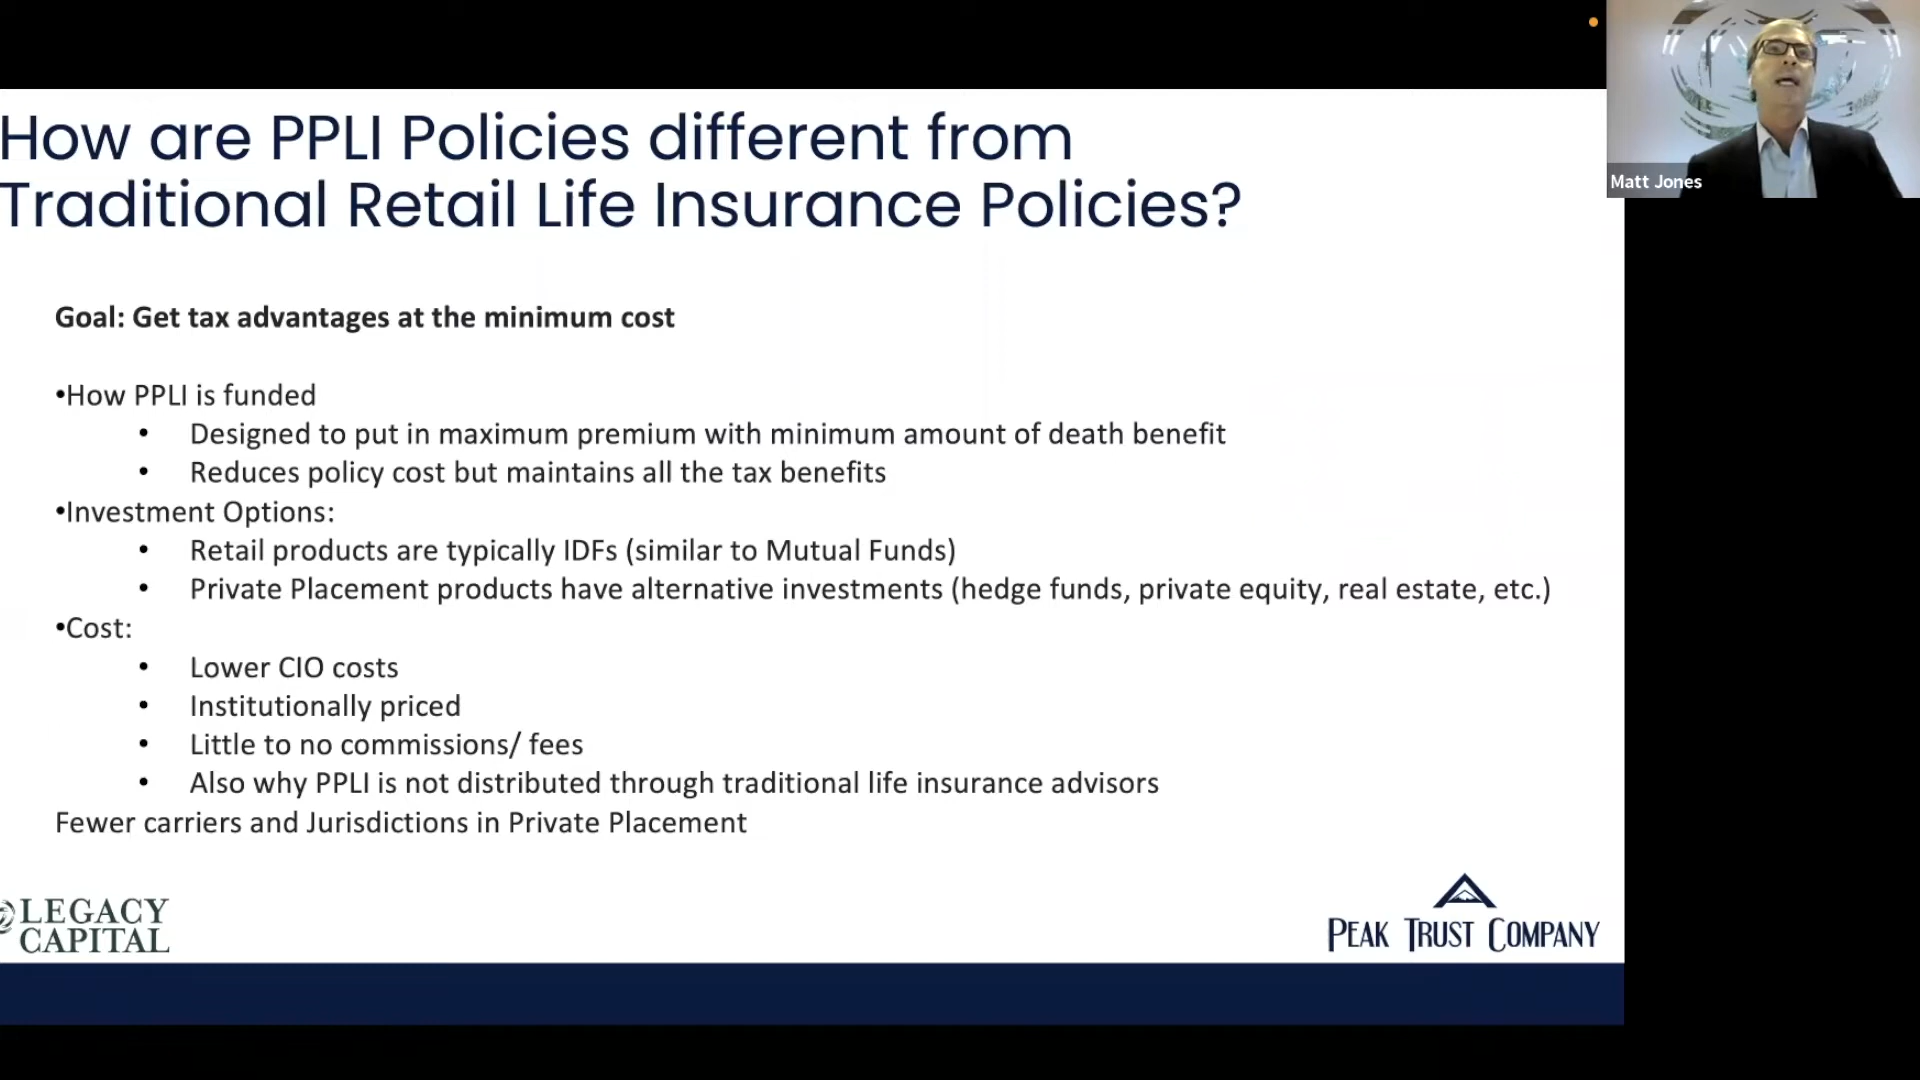 How are PPLI Policies different from
Traditional Retail Life Insurance Policies?
Matt Jones
Goal: Get tax advantages at the minimum cost
•How PPLI is funded
• Designed to put in maximum premium with minimum amount of death benefit
• Reduces policy cost but maintains all the tax benefits
•Investment Options:
• Retail products are typically IDFs (similar to Mutual Funds)
• Private Placement products have alternative investments (hedge funds, private equity, real estate, etc.)
•Cost:
• Lower CIO costs
• Institutionally priced
• Little to no commissions/ fees
• Also why PPLI is not distributed through traditional life insurance advisors
Fewer carriers and Jurisdictions in Private Placement
LEGACY
CAPITAL
PEAK TRUST COMPANY